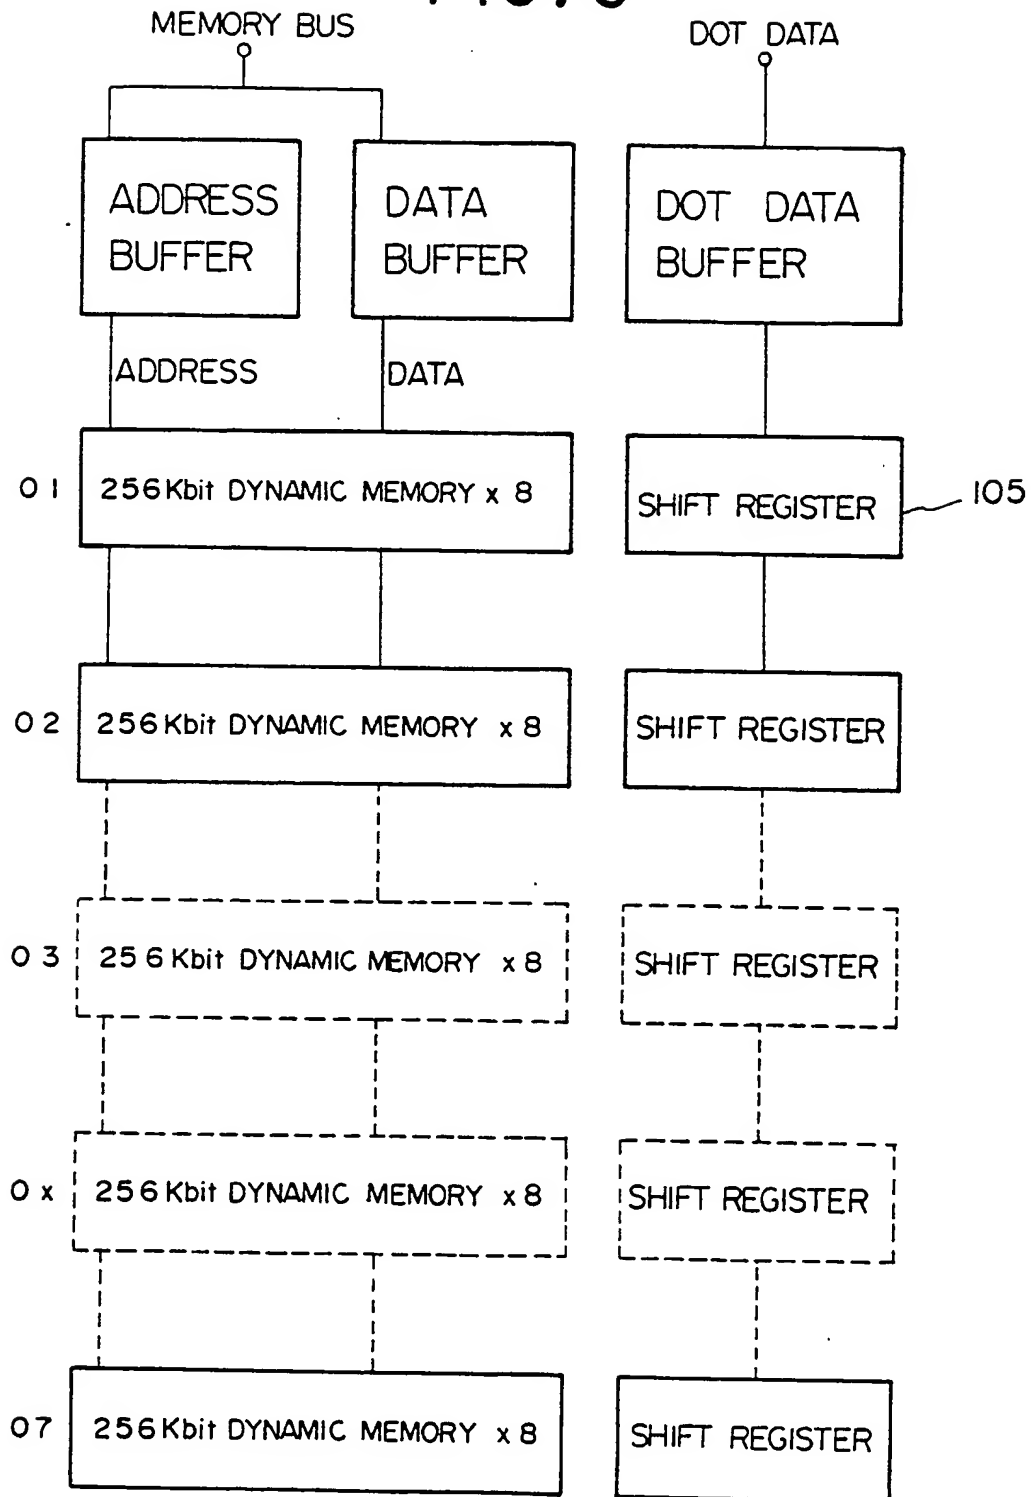 MEMORY BUS
DOT DATA
ADDRESS
BUFFER
DATA
BUFFER
DOT DATA
BUFFER
ADDRESS
DATA
01
256Kbit DYNAMIC MEMORY x 8
SHIFT REGISTER
105
02
256Kbit DYNAMIC MEMORY x 8
SHIFT REGISTER
03
256Kbit DYNAMIC MEMORY x 8
SHIFT REGISTER
0x
256Kbit DYNAMIC MEMORY x 8
SHIFT REGISTER
07
256Kbit DYNAMIC MEMORY x 8
SHIFT REGISTER